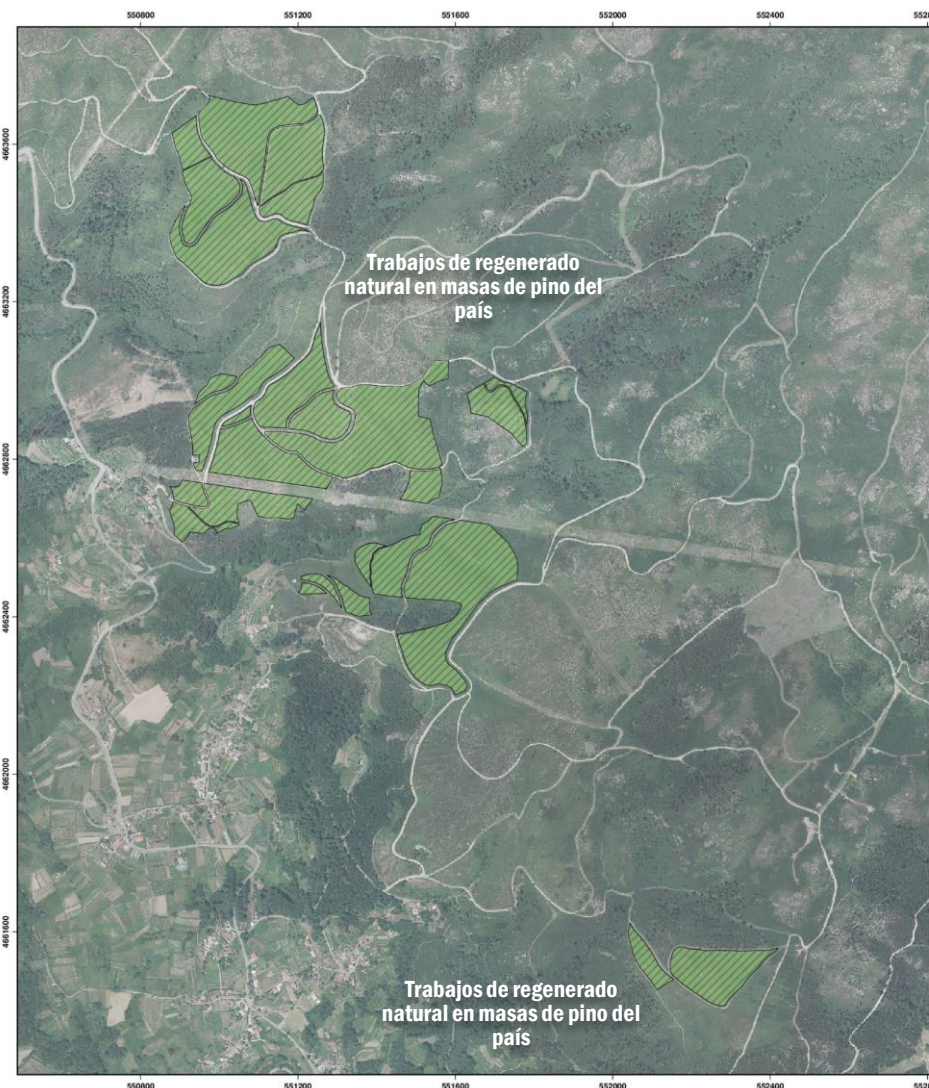 550800 551200 551600 552000 552400
4663600
Trabajos de regenerado
natural en masas de pino del
país
4663200
4662800
4662400
4662000
4661600
Trabajos de regenerado
natural en masas de pino del
país
550800 551200 551600 552000 552400